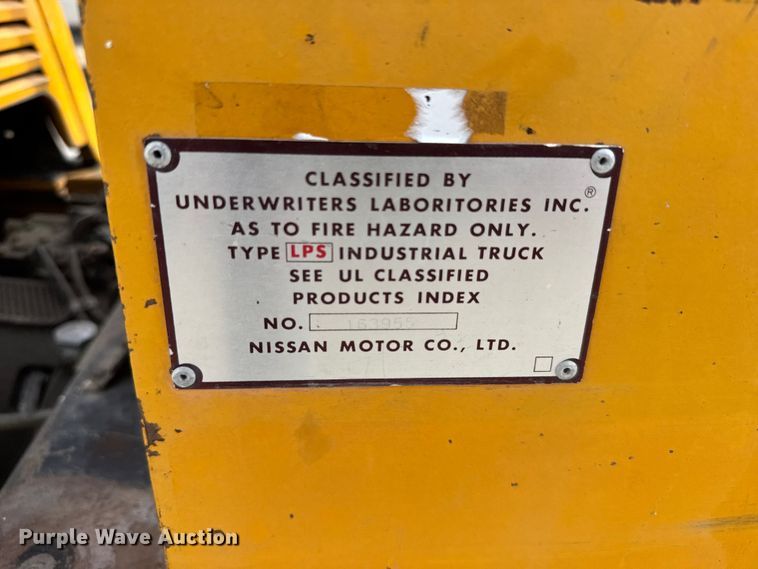 CLASSIFIED BY
UNDERWRITERS LABORITORIES INC.®
AS TO FIRE HAZARD ONLY.
TYPE LPS INDUSTRIAL TRUCK
SEE UL CLASSIFIED
PRODUCTS INDEX
NO. 163955
NISSAN MOTOR CO., LTD.
Purple Wave Auction